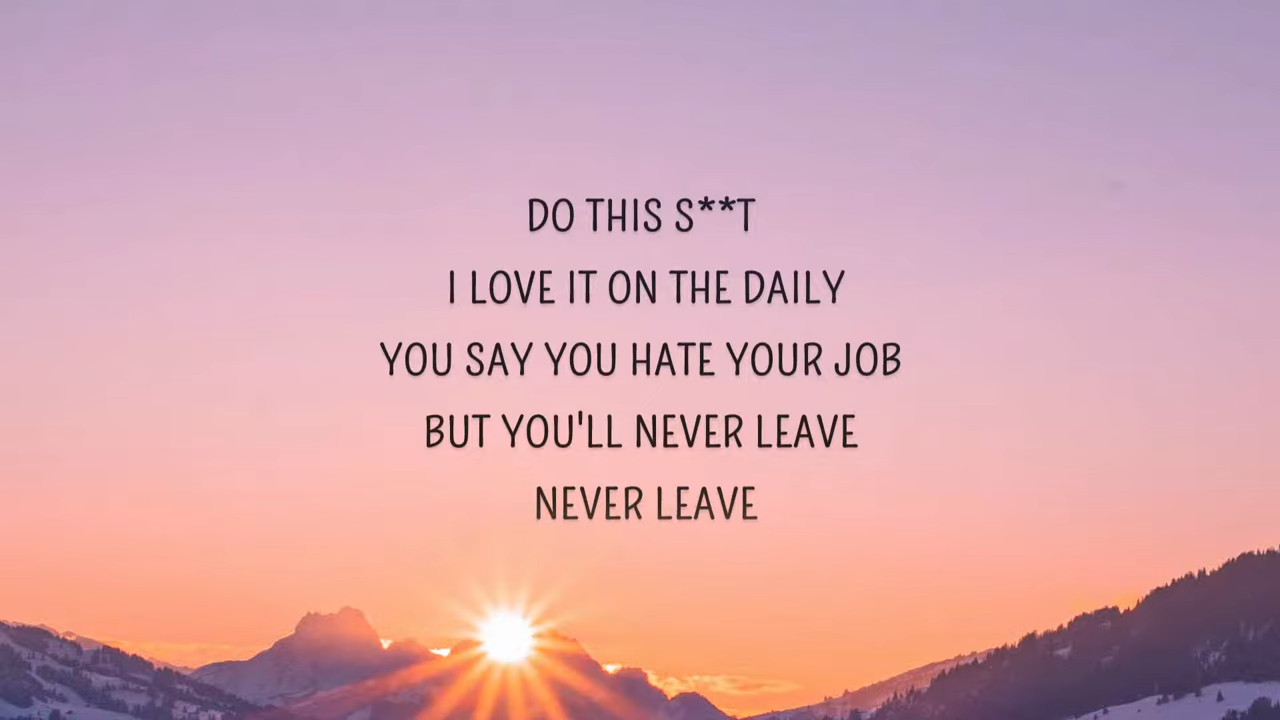 DO THIS S**T
I LOVE IT ON THE DAILY
YOU SAY YOU HATE YOUR JOB
BUT YOU'LL NEVER LEAVE
NEVER LEAVE